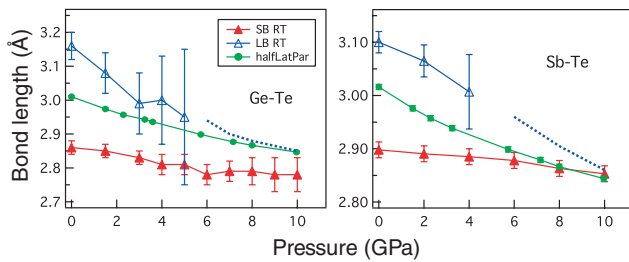 Bond length (Å)
3.2
3.1
3.0
2.9
2.8
2.7
SB RT
LB RT
halfLatPar
Ge-Te
0 2 4 6 8 10
3.10
3.00
2.90
2.80
Sb-Te
0 2 4 6 8 10
Pressure (GPa)